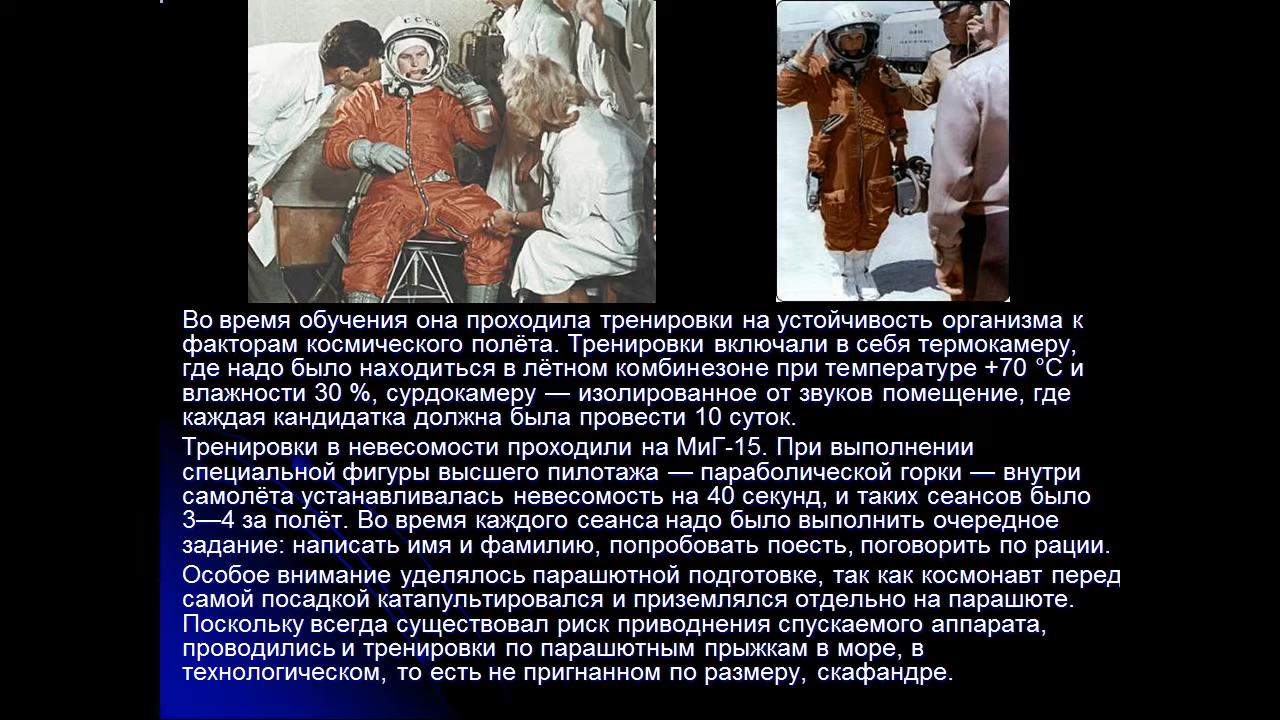 СССР
Во время обучения она проходила тренировки на устойчивость организма к
факторам космического полёта. Тренировки включали в себя термокамеру,
где надо было находиться в лётном комбинезоне при температуре +70 °C и
влажности 30 %, сурдокамеру — изолированное от звуков помещение, где
каждая кандидатка должна была провести 10 суток.
Тренировки в невесомости проходили на МиГ-15. При выполнении
специальной фигуры высшего пилотажа — параболической горки — внутри
самолёта устанавливалась невесомость на 40 секунд, и таких сеансов было
3—4 за полёт. Во время каждого сеанса надо было выполнить очередное
задание: написать имя и фамилию, попробовать поесть, поговорить по рации.
Особое внимание уделялось парашютной подготовке, так как космонавт перед
самой посадкой катапультировался и приземлялся отдельно на парашюте.
Поскольку всегда существовал риск приводнения спускаемого аппарата,
проводились и тренировки по парашютным прыжкам в море, в
технологическом, то есть не пригнанном по размеру, скафандре.